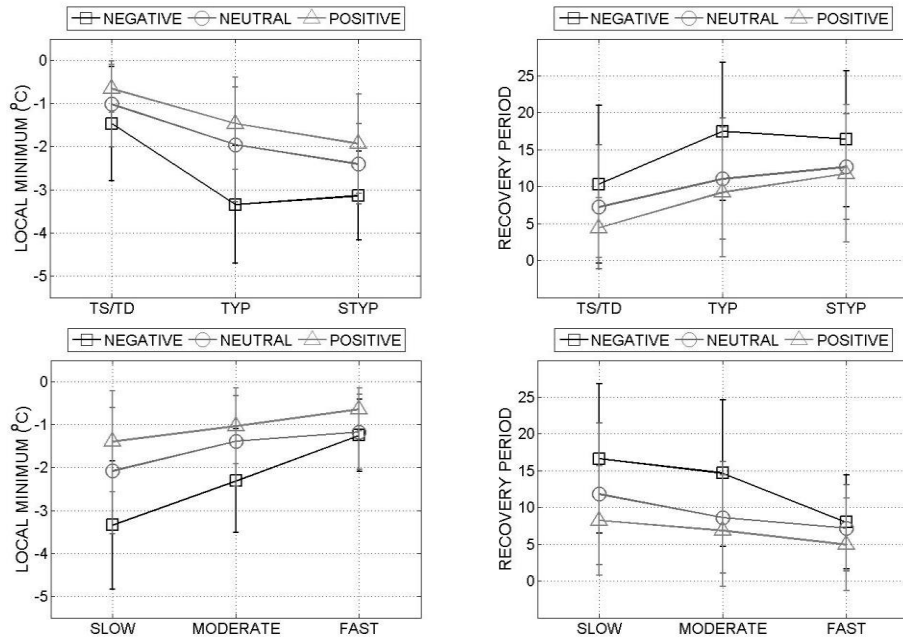 NEGATIVE NEUTRAL POSITIVE
LOCAL MINIMUM (°C)
0
-1
-2
-3
-4
-5
TS/TD TYP STYP
NEGATIVE NEUTRAL POSITIVE
RECOVERY PERIOD
25
20
15
10
5
0
TS/TD TYP STYP
NEGATIVE NEUTRAL POSITIVE
LOCAL MINIMUM (°C)
0
-1
-2
-3
-4
-5
SLOW MODERATE FAST
NEGATIVE NEUTRAL POSITIVE
RECOVERY PERIOD
25
20
15
10
5
0
SLOW MODERATE FAST